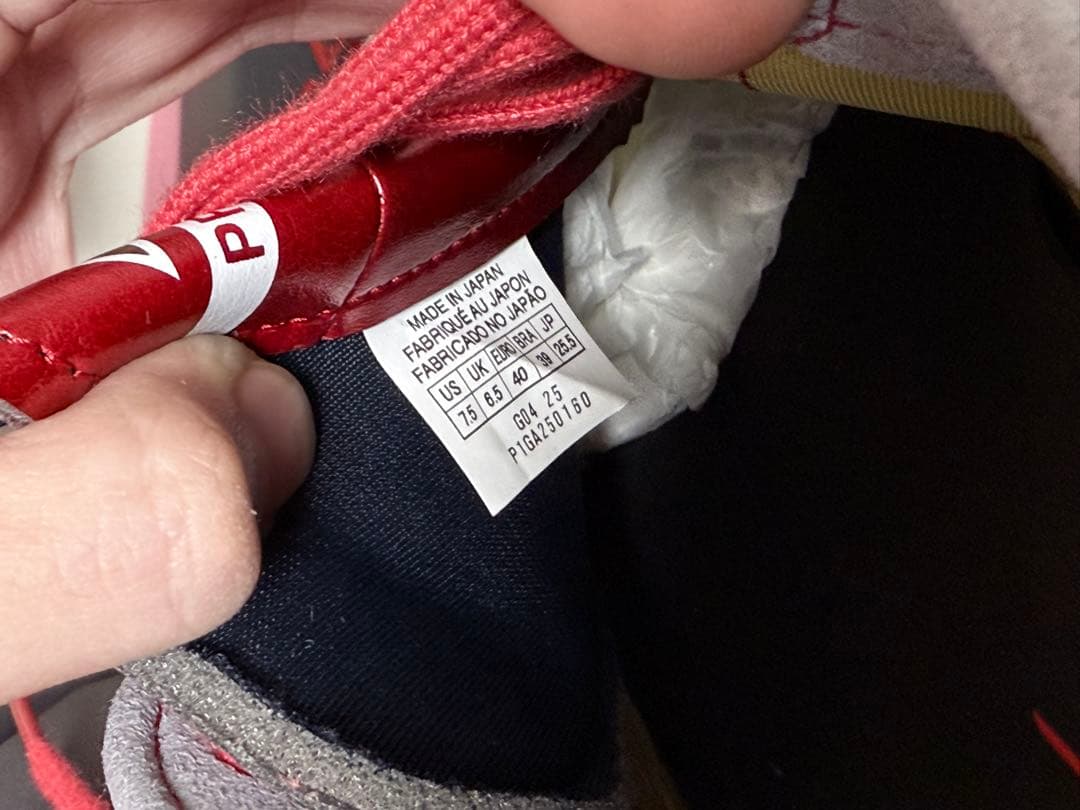 MADE IN JAPAN
FABRIQUÉ AU JAPON
FABRICADO NO JAPÃO
US UK EURO BRA JP
7.5 6.5 40 39 25.5
G04 25
P1GA250160